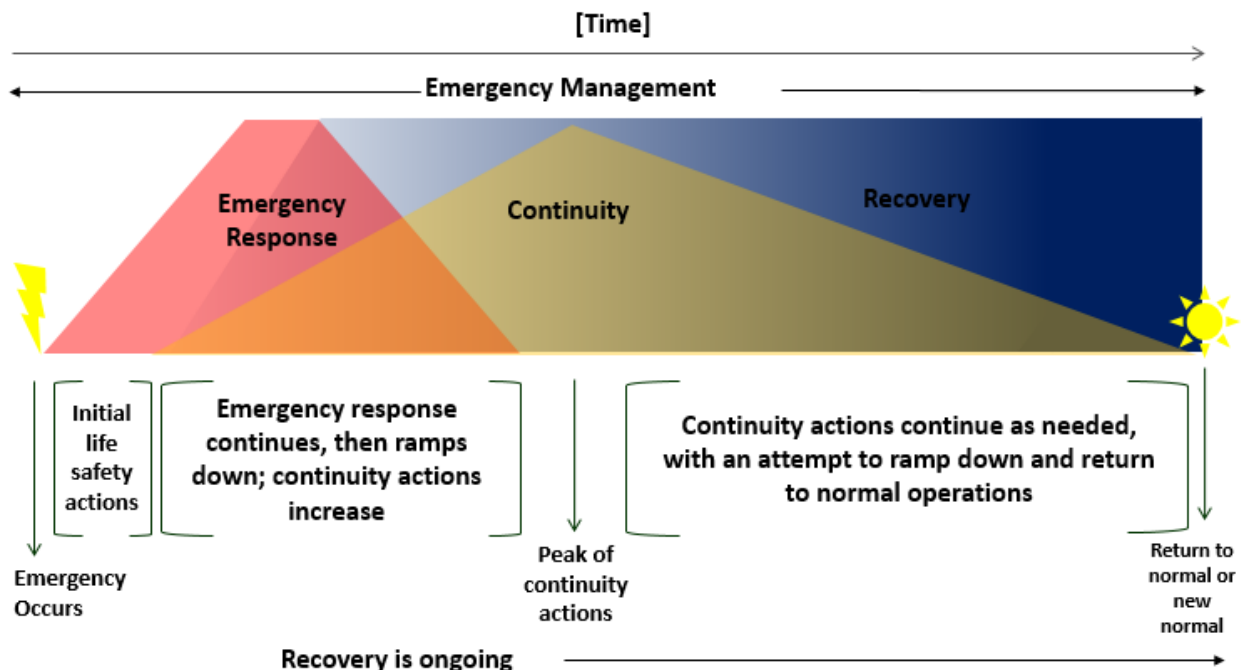 [Time]
Emergency Management
Emergency
Response
Continuity
Recovery
Initial
life
safety
actions
Emergency response
continues, then ramps
down; continuity actions
increase
Continuity actions continue as needed,
with an attempt to ramp down and return
to normal operations
Emergency
Occurs
Peak of
continuity
actions
Return to
normal or
new
normal
Recovery is ongoing